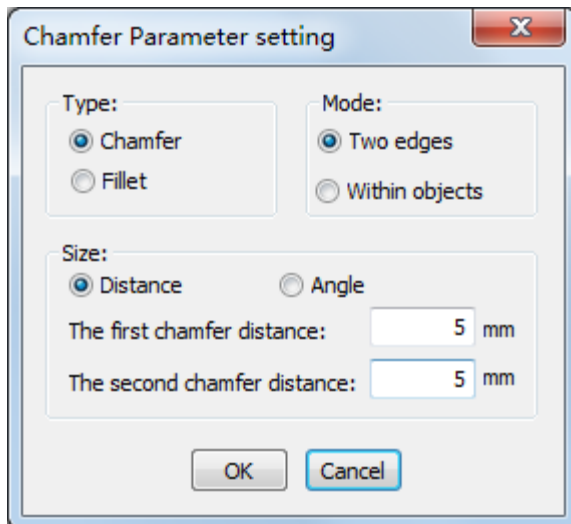 Chamfer Parameter setting
Type:
Chamfer
Fillet
Mode:
Two edges
Within objects
Size:
Distance
Angle
The first chamfer distance: 5 mm
The second chamfer distance: 5 mm
OK
Cancel